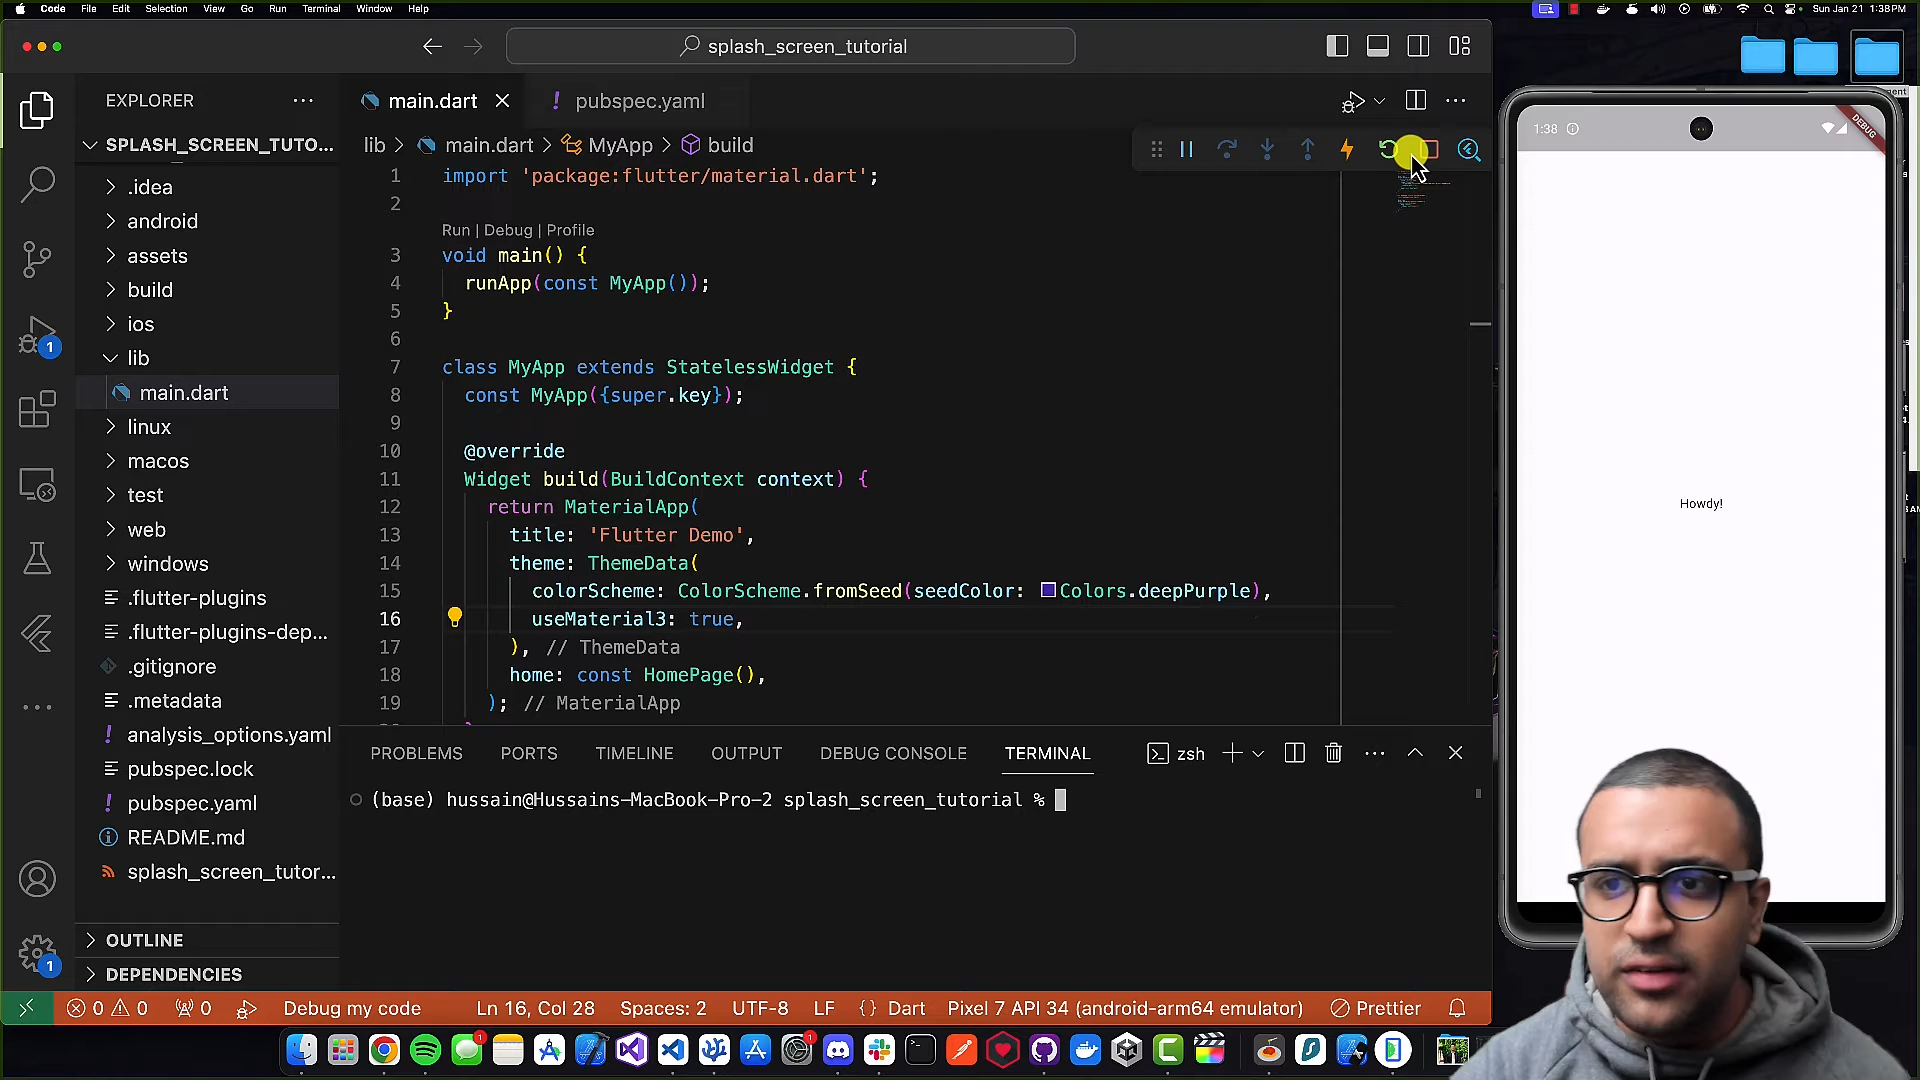 Code File Edit Selection View Go Run Terminal Window Help
Sun Jan 21 1:38 PM
splash_screen_tutorial
EXPLORER
SPLASH_SCREEN_TUTO...
.idea
android
assets
build
ios
lib
main.dart
linux
macos
test
web
windows
.flutter-plugins
.flutter-plugins-dep...
.gitignore
.metadata
analysis_options.yaml
pubspec.lock
pubspec.yaml
README.md
splash_screen_tutor...
OUTLINE
DEPENDENCIES
1
1
main.dart
! pubspec.yaml
lib > main.dart > MyApp > build
1 import 'package:flutter/material.dart';
2
Run | Debug | Profile
3 void main() {
4 runApp(const MyApp());
5 }
6
7 class MyApp extends StatelessWidget {
8 const MyApp({super.key});
9
10 @override
11 Widget build(BuildContext context) {
12 return MaterialApp(
13 title: 'Flutter Demo',
14 theme: ThemeData(
15 colorScheme: ColorScheme.fromSeed(seedColor: Colors.deepPurple),
16 useMaterial3: true,
17 ), // ThemeData
18 home: const HomePage(),
19 ); // MaterialApp
PROBLEMS PORTS TIMELINE OUTPUT DEBUG CONSOLE TERMINAL zsh
(base) hussain@Hussains-MacBook-Pro-2 splash_screen_tutorial %
0 0 0 Debug my code Ln 16, Col 28 Spaces: 2 UTF-8 LF {} Dart Pixel 7 API 34 (android-arm64 emulator) Prettier
1:38
DEBUG
Howdy!